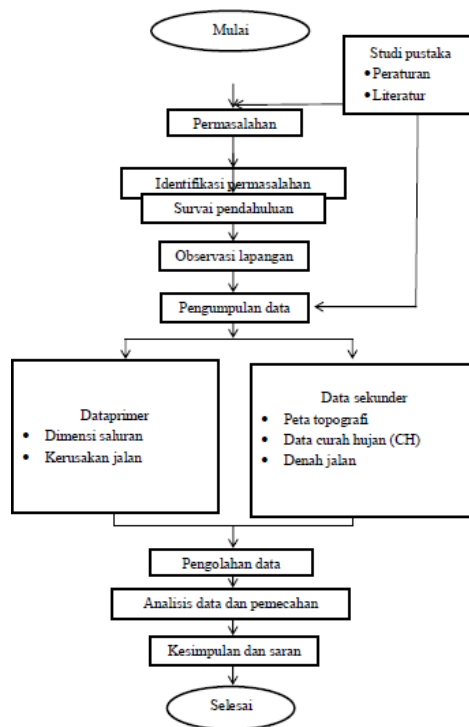 Mulai
Studi pustaka
•Peraturan
•Literatur
Permasalahan
Identifikasi permasalahan
Survai pendahuluan
Observasi lapangan
Pengumpulan data
Dataprimer
• Dimensi saluran
• Kerusakan jalan
Data sekunder
• Peta topografi
• Data curah hujan (CH)
• Denah jalan
Pengolahan data
Analisis data dan pemecahan
Kesimpulan dan saran
Selesai